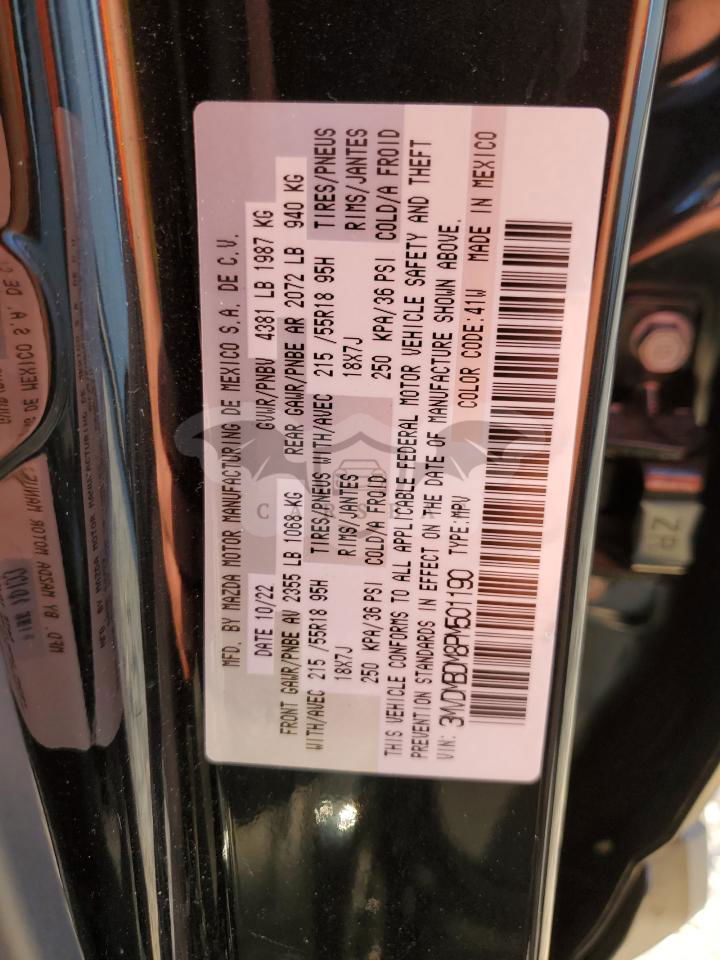 MFD. BY MAZDA MOTOR MANUFACTURING DE MEXICO S.A. DE C.V.
DATE 10/22 GVWR/PNBV 4381 LB 1987 KG
FRONT GAWR/PNBE AV 2355 LB 1068 KG REAR GAWR/PNBE AR 2072 LB 940 KG
WITH/AVEC 215 /55R18 95H TIRES/PNEUS WITH/AVEC 215 /55R18 95H TIRES/PNEUS
18X7J RIMS/JANTES 18X7J RIMS/JANTES
250 KPA/36 PSI COLD/A FROID 250 KPA/36 PSI COLD/A FROID
THIS VEHICLE CONFORMS TO ALL APPLICABLE FEDERAL MOTOR VEHICLE SAFETY AND THEFT
PREVENTION STANDARDS IN EFFECT ON THE DATE OF MANUFACTURE SHOWN ABOVE.
VIN: 3MVDMBDM8PM501190 TYPE:MPV COLOR CODE:41W MADE IN MEXICO